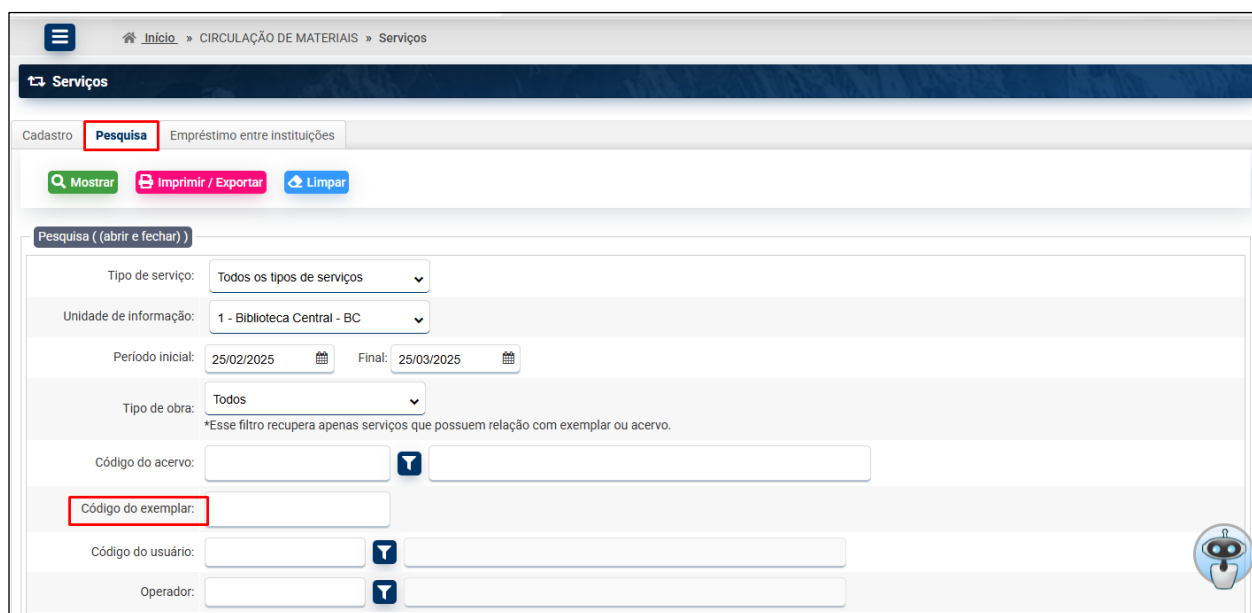 Início » CIRCULAÇÃO DE MATERIAIS » Serviços
Serviços
Cadastro Pesquisa Empréstimo entre instituições
Mostrar Imprimir / Exportar Limpar
Pesquisa ( (abrir e fechar) )
Tipo de serviço: Todos os tipos de serviços
Unidade de informação: 1 - Biblioteca Central - BC
Período inicial: 25/02/2025 Final: 25/03/2025
Tipo de obra: Todos
*Esse filtro recupera apenas serviços que possuem relação com exemplar ou acervo.
Código do acervo:
Código do exemplar:
Código do usuário:
Operador: